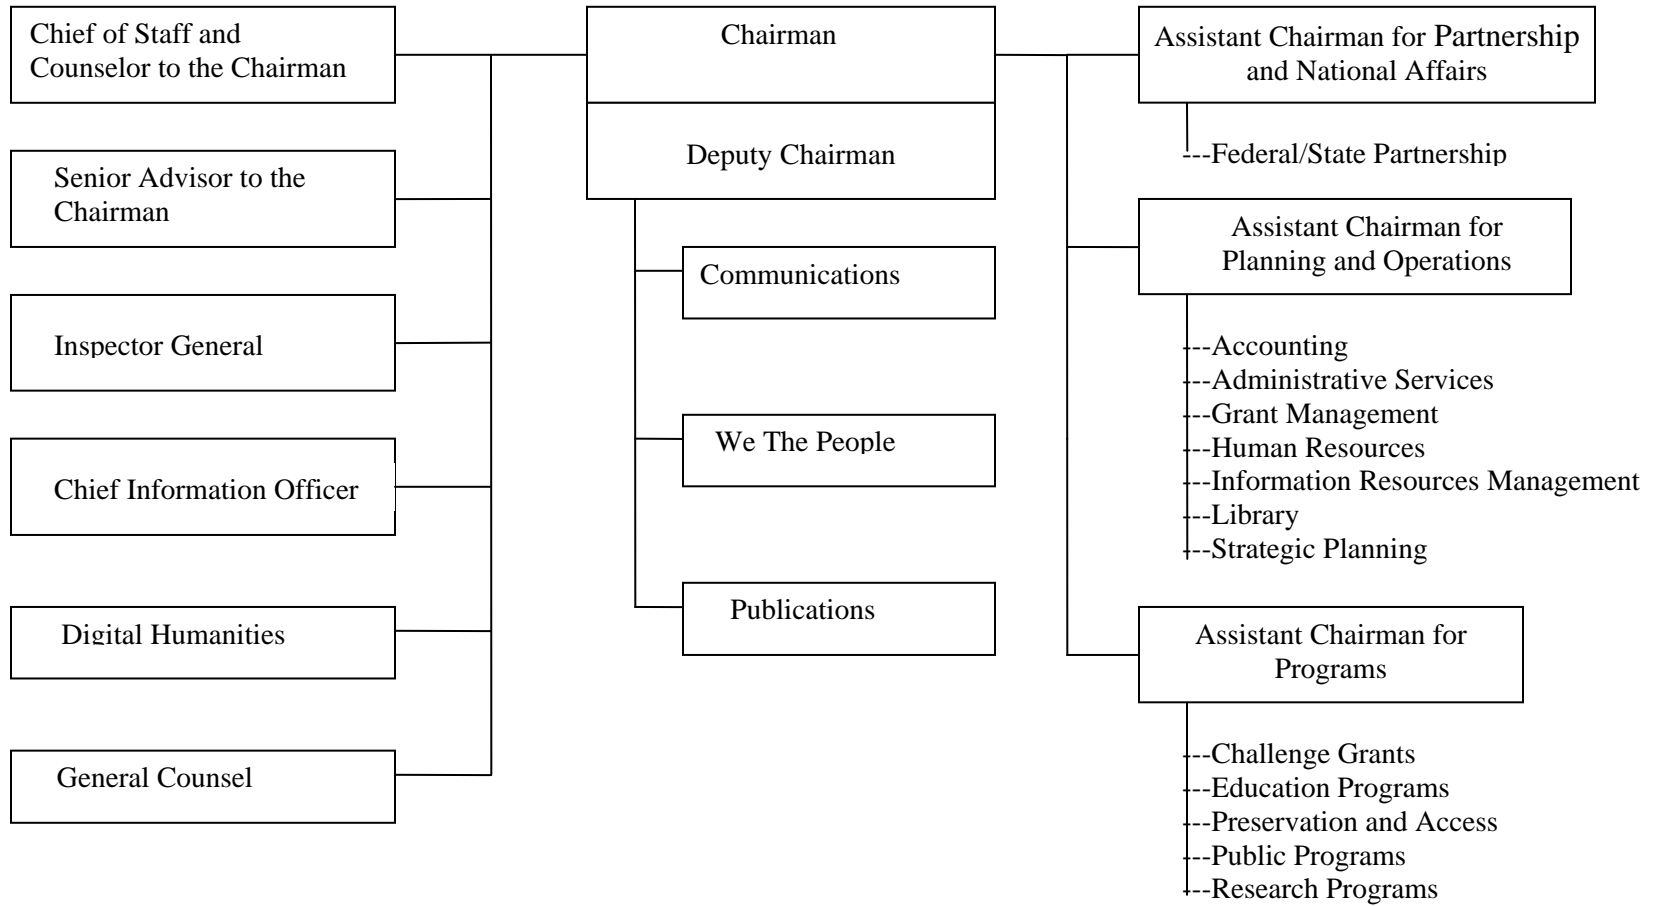 Chief of Staff and
Counselor to the Chairman
Senior Advisor to the
Chairman
Inspector General
Chief Information Officer
Digital Humanities
General Counsel
Chairman
Deputy Chairman
Communications
We The People
Publications
Assistant Chairman for Partnership
and National Affairs
---Federal/State Partnership
Assistant Chairman for
Planning and Operations
---Accounting
---Administrative Services
---Grant Management
---Human Resources
---Information Resources Management
---Library
---Strategic Planning
Assistant Chairman for
Programs
---Challenge Grants
---Education Programs
---Preservation and Access
---Public Programs
---Research Programs